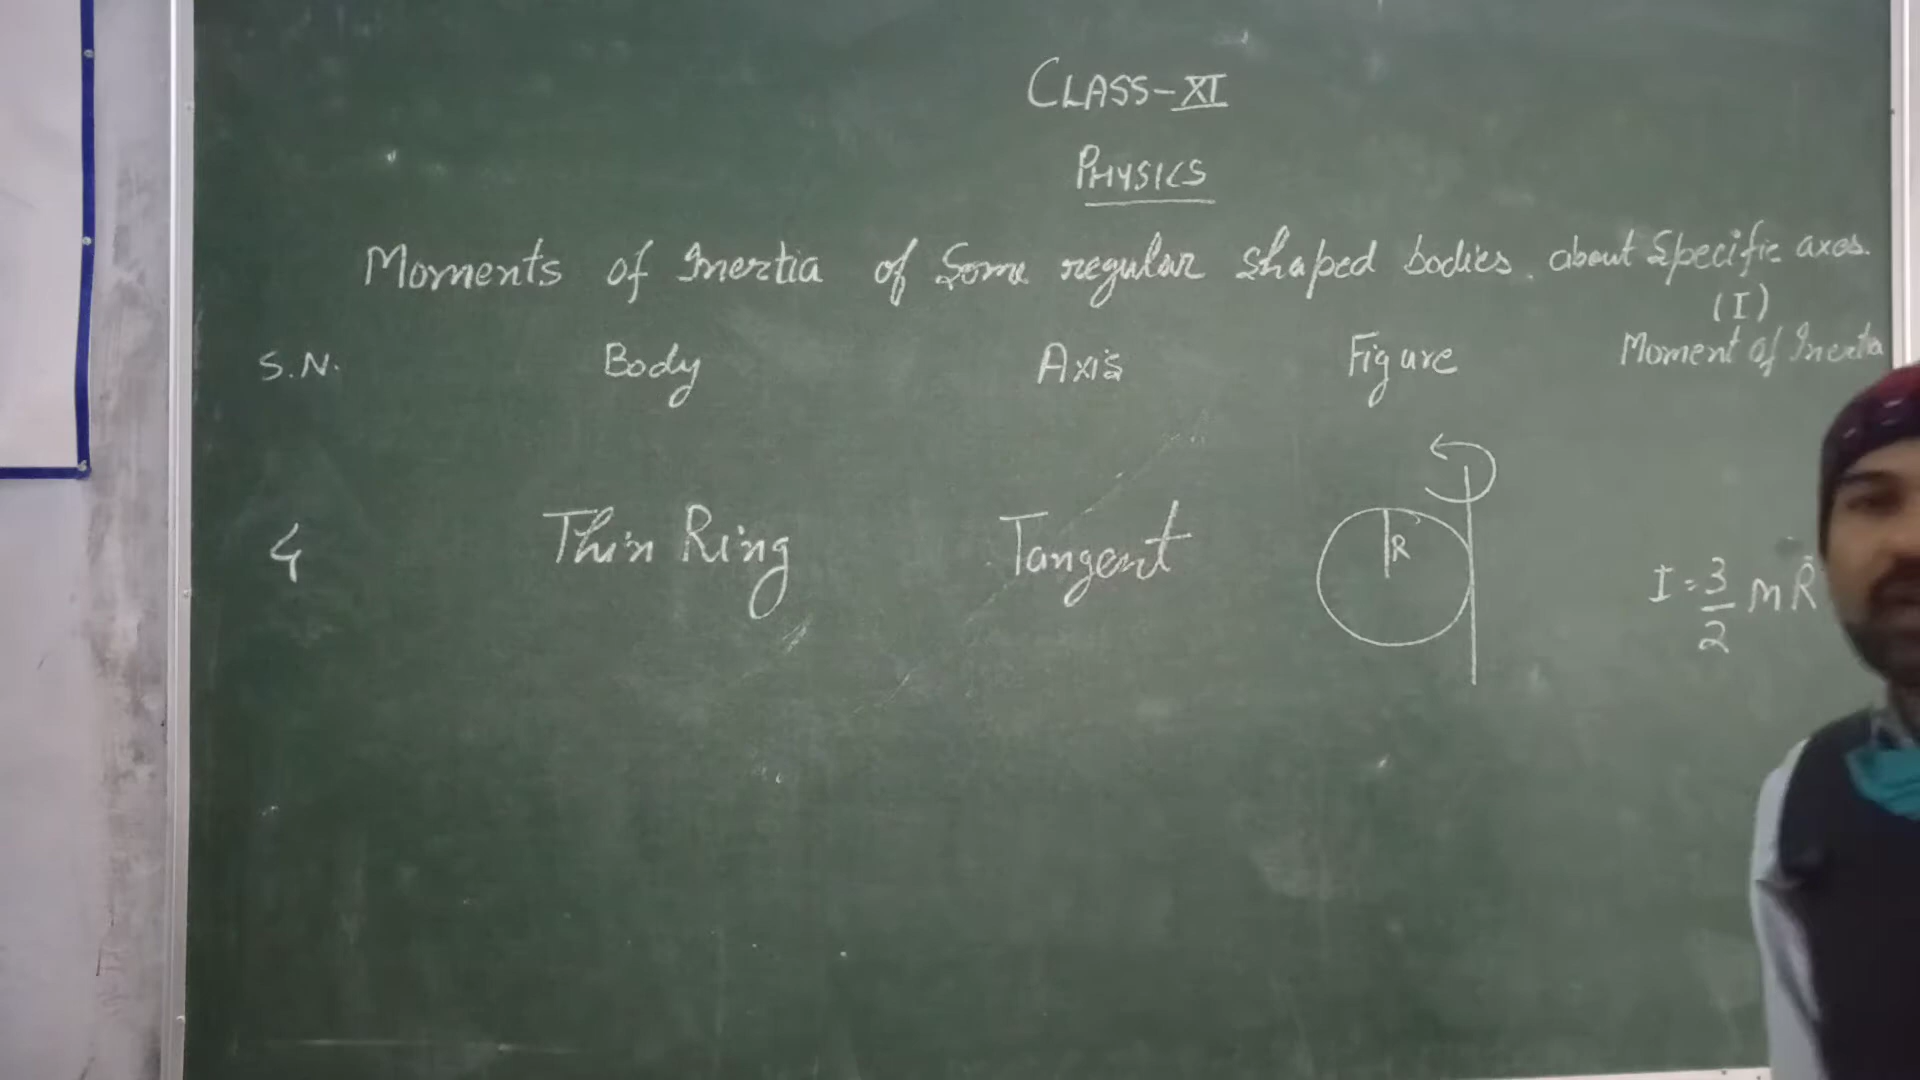 CLASS-XI
PHYSICS
Moments of Inertia of Some regular shaped bodies. about Specific axes.
(I)
S.N. Body Axis Figure Moment of Inertia
4 Thin Ring Tangent R I = 3/2 MR